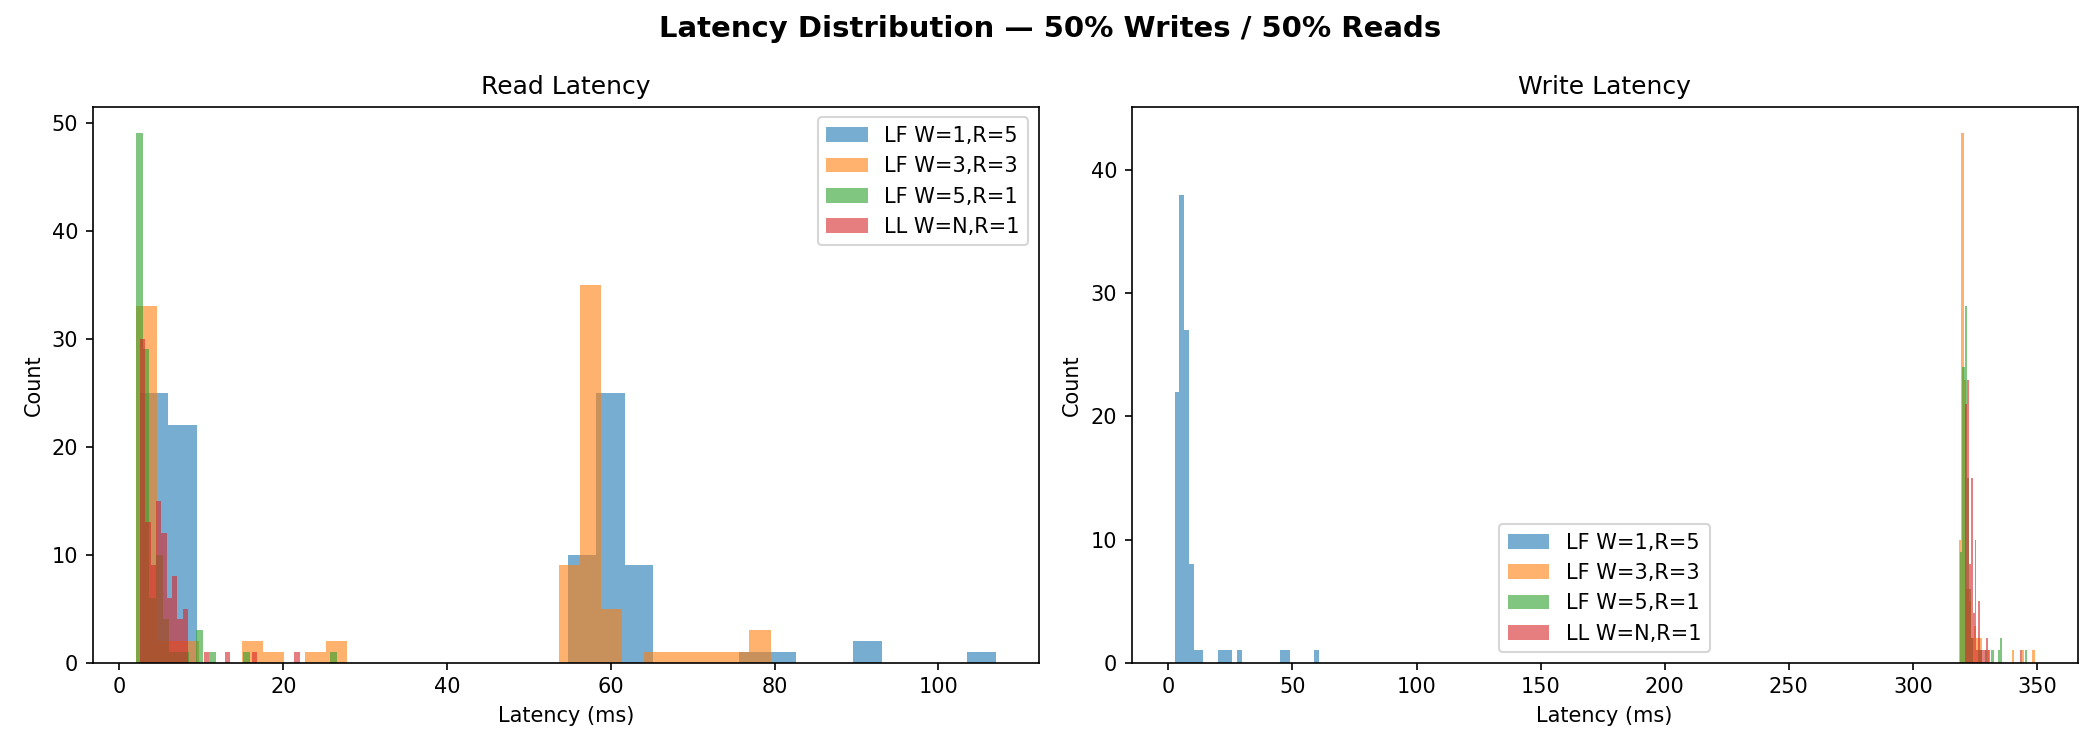 Latency Distribution — 50% Writes / 50% Reads
Read Latency
50
40
30
20
10
0
Count
0 20 40 60 80 100
Latency (ms)
LF W=1,R=5
LF W=3,R=3
LF W=5,R=1
LL W=N,R=1
Write Latency
40
30
20
10
0
Count
0 50 100 150 200 250 300 350
Latency (ms)
LF W=1,R=5
LF W=3,R=3
LF W=5,R=1
LL W=N,R=1